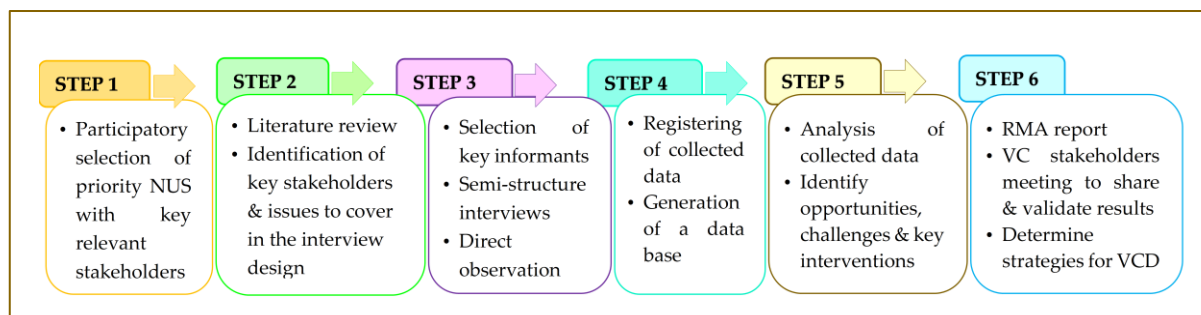 STEP 1
• Participatory
selection of
priority NUS
with key
relevant
stakeholders
STEP 2
• Literature review
• Identification of
key stakeholders
& issues to cover
in the interview
design
STEP 3
• Selection of
key informants
• Semi-structure
interviews
• Direct
observation
STEP 4
• Registering
of collected
data
• Generation
of a data
base
STEP 5
• Analysis of
collected data
• Identify
opportunities,
challenges & key
interventions
STEP 6
• RMA report
• VC stakeholders
meeting to share
& validate results
• Determine
strategies for VCD